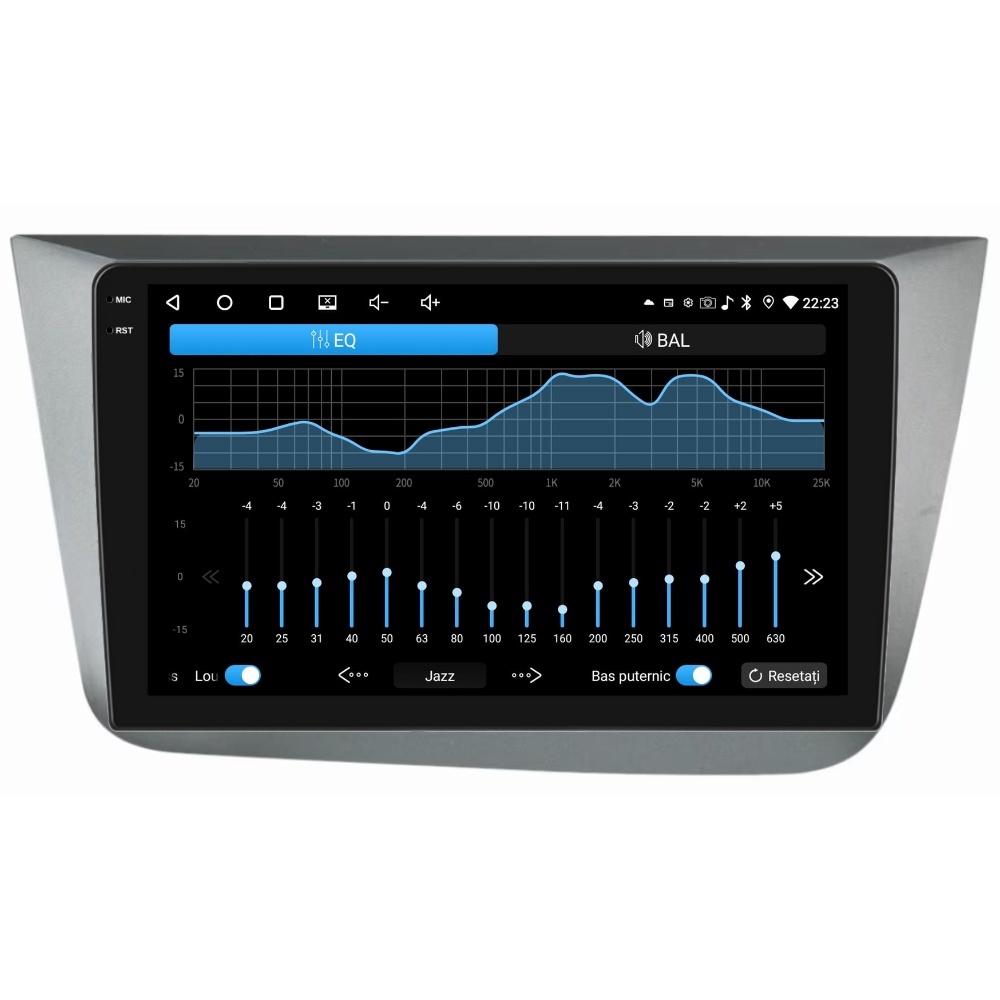 MIC
22:23
RST
EQ
BAL
15
0
-15
20 50 100 200 500 1K 2K 5K 10K 25K
-4 -4 -3 -1 0 -4 -6 -10 -10 -11 -4 -3 -2 -2 +2 +5
15
0
-15
20 25 31 40 50 63 80 100 125 160 200 250 315 400 500 630
s Lou Jazz Bas puternic Resetați